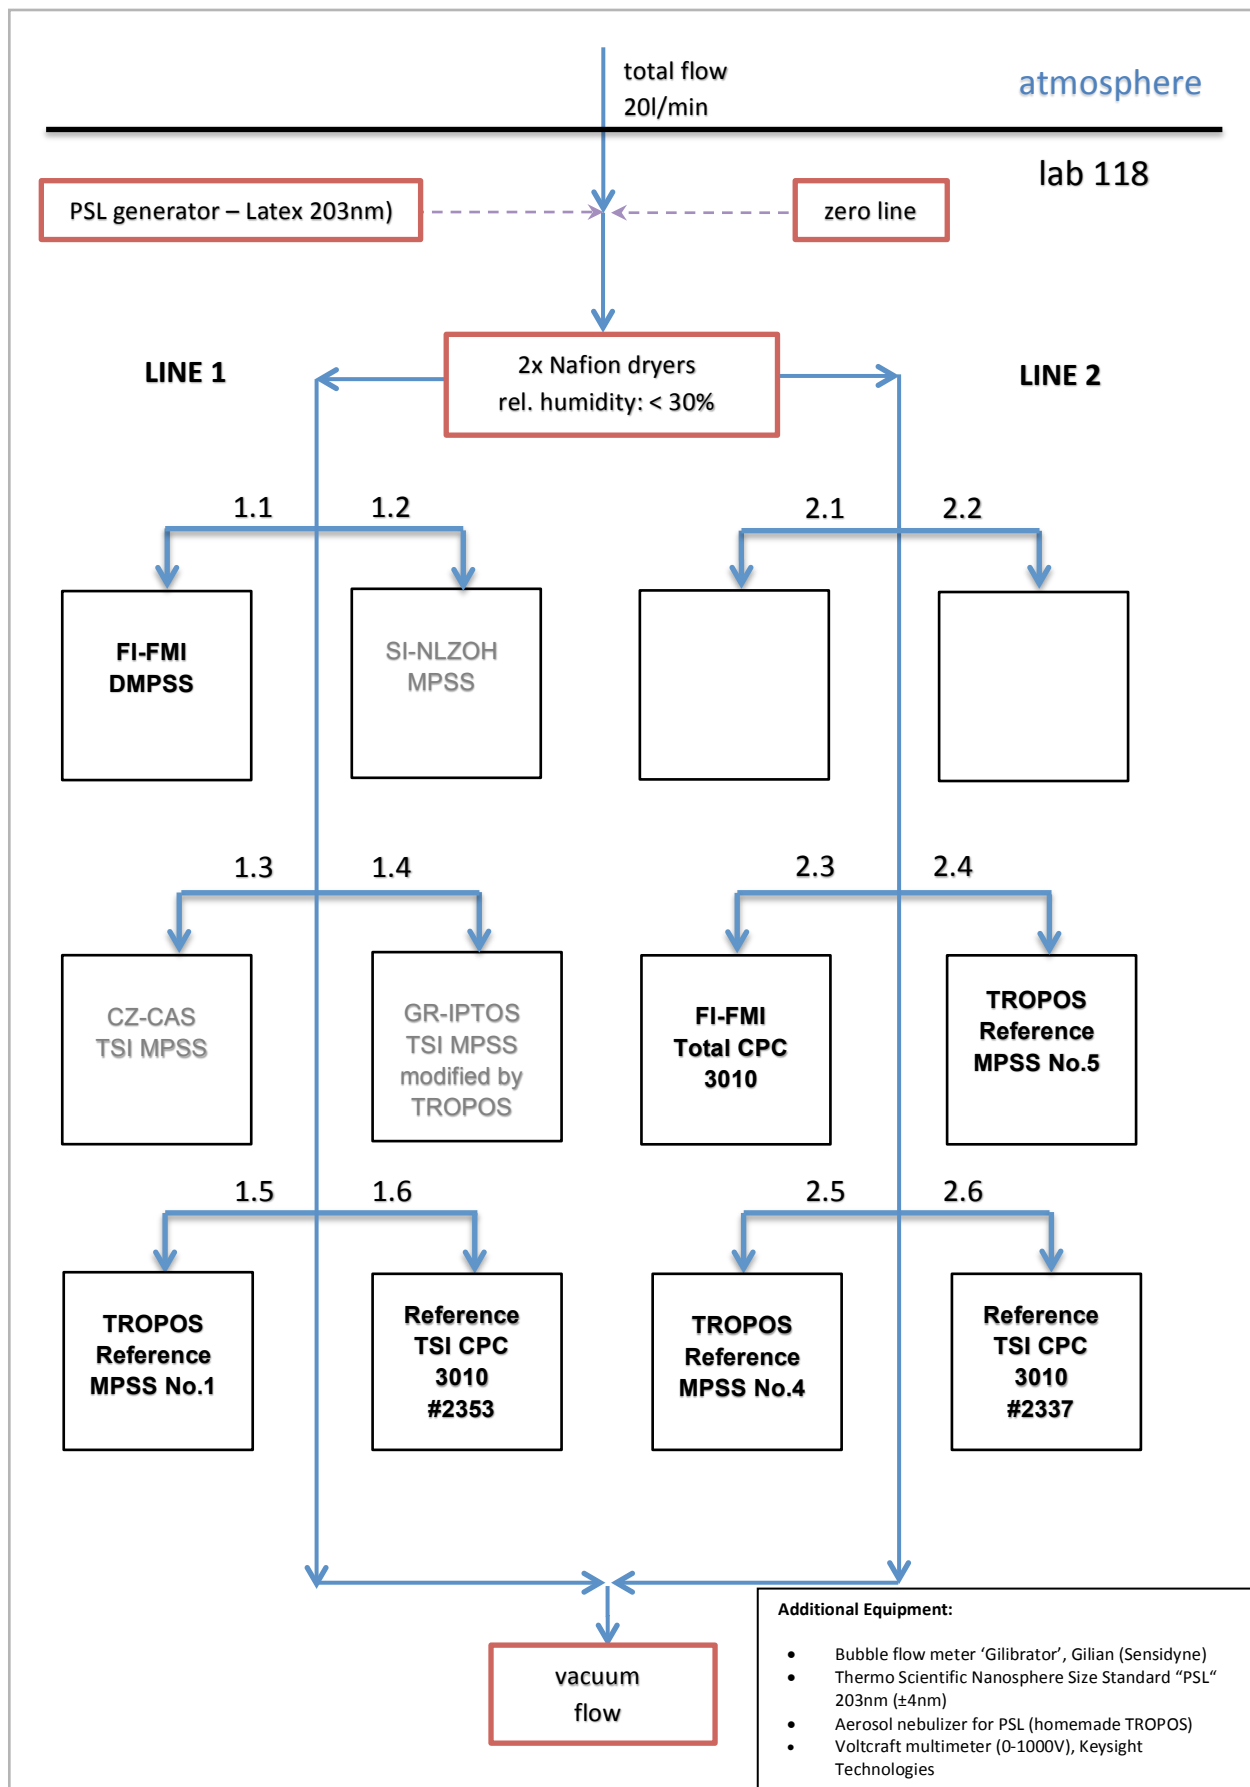 total flow
20l/min
atmosphere
lab 118
PSL generator – Latex 203nm)
zero line
LINE 1
2x Nafion dryers
rel. humidity: < 30%
LINE 2
1.1
1.2
2.1
2.2
FI-FMI
DMPSS
SI-NLZOH
MPSS
1.3
1.4
2.3
2.4
CZ-CAS
TSI MPSS
GR-IPTOS
TSI MPSS
modified by
TROPOS
FI-FMI
Total CPC
3010
TROPOS
Reference
MPSS No.5
1.5
1.6
2.5
2.6
TROPOS
Reference
MPSS No.1
Reference
TSI CPC
3010
#2353
TROPOS
Reference
MPSS No.4
Reference
TSI CPC
3010
#2337
vacuum
flow
Additional Equipment:
• Bubble flow meter ‘Gilibrator’, Gilian (Sensidyne)
• Thermo Scientific Nanosphere Size Standard “PSL“
203nm (±4nm)
• Aerosol nebulizer for PSL (homemade TROPOS)
• Voltcraft multimeter (0-1000V), Keysight
Technologies